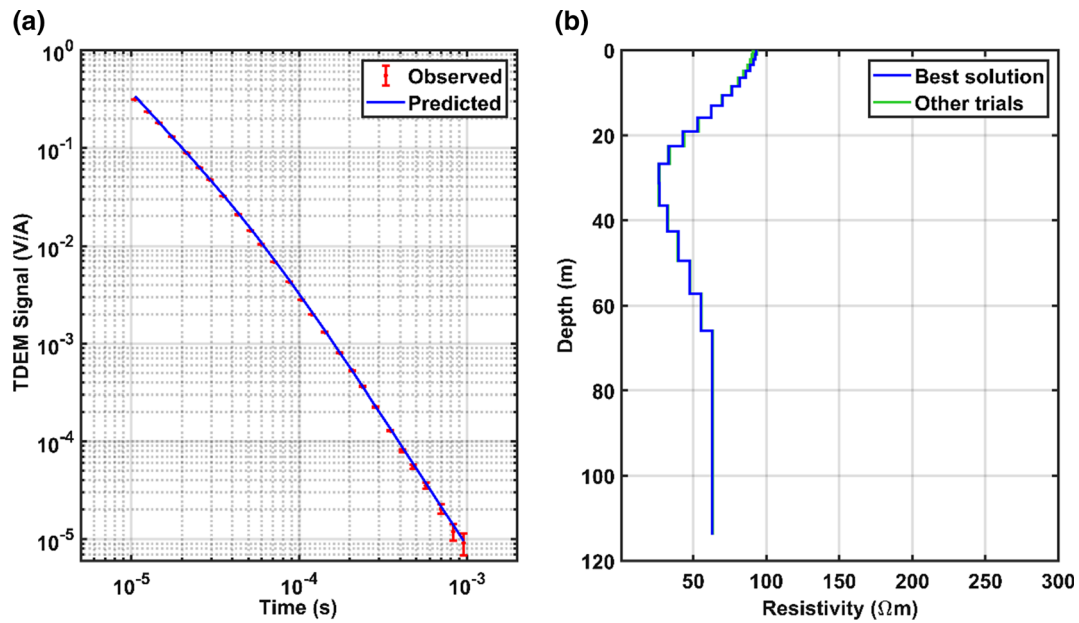 (a)
10^0
10^-1
10^-2
10^-3
10^-4
10^-5
TDEM Signal (V/A)
Observed
Predicted
10^-5
10^-4
10^-3
Time (s)
(b)
0
20
40
60
80
100
120
Depth (m)
Best solution
Other trials
50
100
150
200
250
300
Resistivity (Ωm)